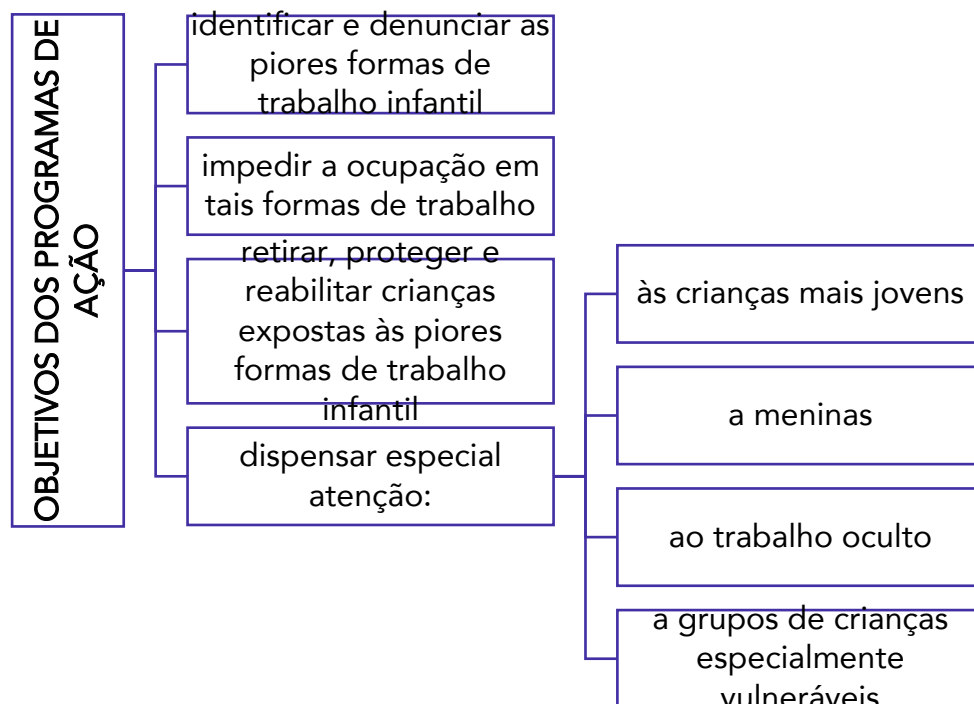 OBJETIVOS DOS PROGRAMAS DE
AÇÃO
identificar e denunciar as
piores formas de
trabalho infantil
impedir a ocupação em
tais formas de trabalho
retirar, proteger e
reabilitar crianças
expostas às piores
formas de trabalho
infantil
dispensar especial
atenção:
às crianças mais jovens
a meninas
ao trabalho oculto
a grupos de crianças
especialmente
vulneráveis